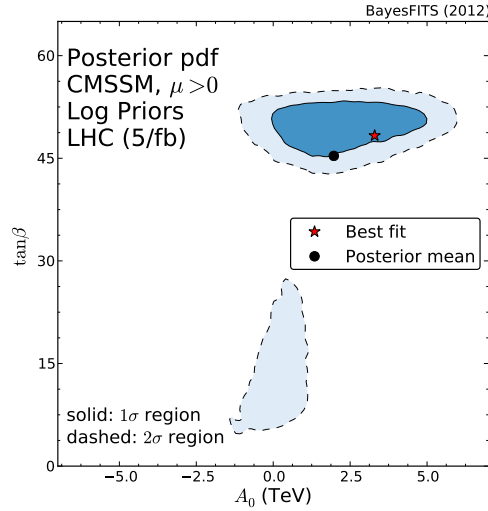 BayesFITS (2012)
Posterior pdf
CMSSM, μ > 0
Log Priors
LHC (5/fb)
60
45
30
15
0
tanβ
Best fit
Posterior mean
solid: 1σ region
dashed: 2σ region
−5.0 −2.5 0.0 2.5 5.0
A₀ (TeV)